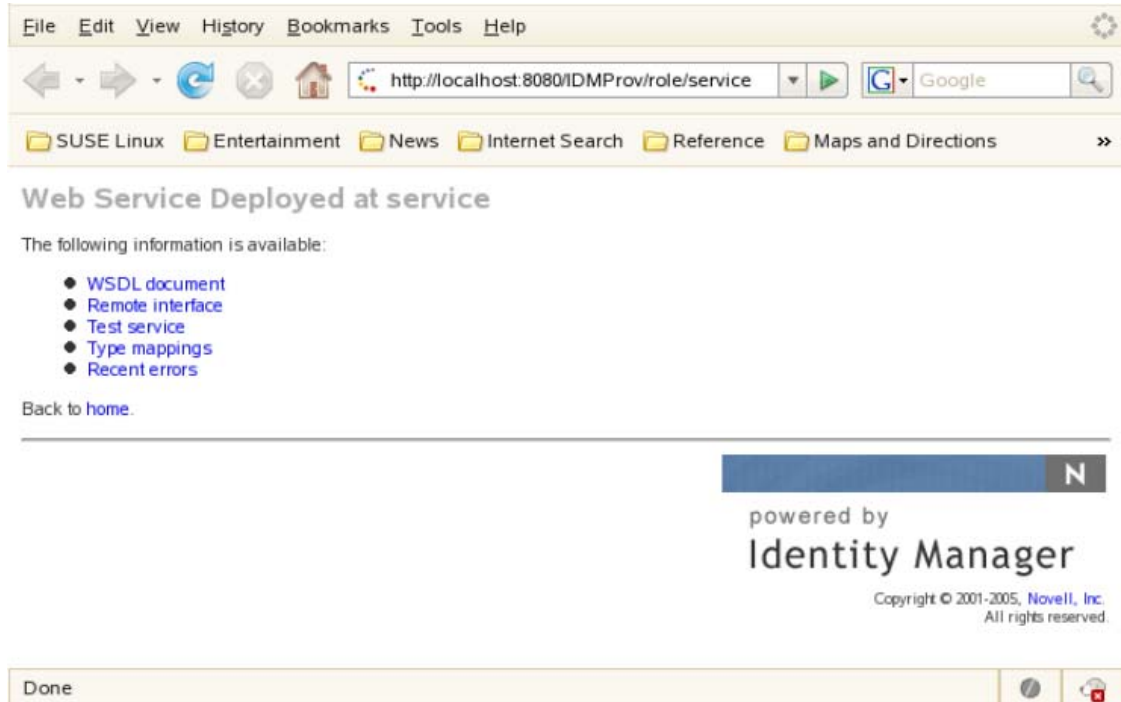 File Edit View History Bookmarks Tools Help
http://localhost:8080/IDMProv/role/service G Google
SUSE Linux Entertainment News Internet Search Reference Maps and Directions »
Web Service Deployed at service
The following information is available:
● WSDL document
● Remote interface
● Test service
● Type mappings
● Recent errors
Back to home.
N
powered by
Identity Manager
Copyright © 2001-2005, Novell, Inc.
All rights reserved.
Done